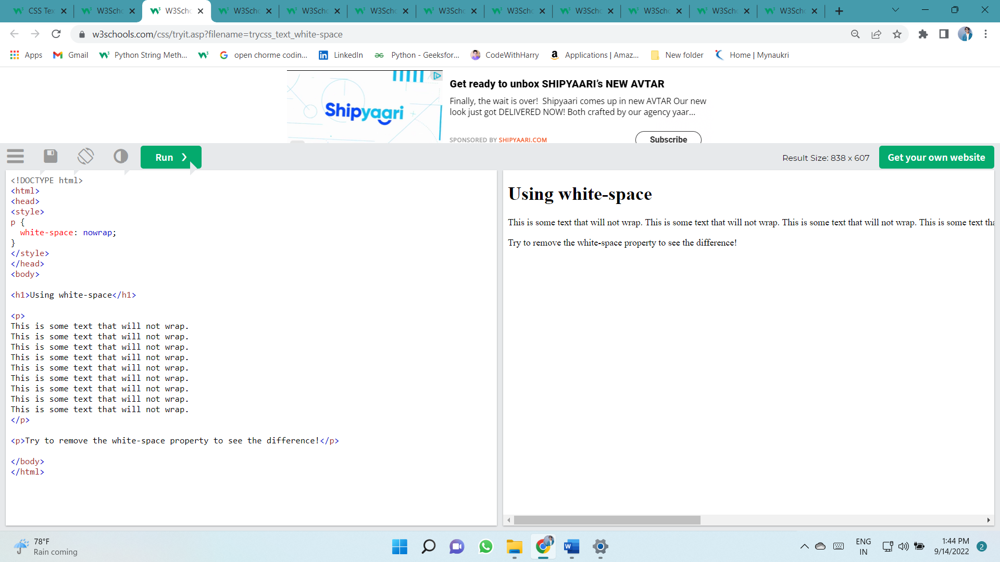 CSS Tex
W3Scho
W3Scho
W3Scho
W3Scho
W3Scho
W3Scho
W3Scho
W3Scho
W3Scho
W3Scho
W3Scho
w3schools.com/css/tryit.asp?filename=trycss_text_white-space
Apps
Gmail
Python String Meth...
open chorme codin...
LinkedIn
Python - Geeksfor...
CodeWithHarry
Applications | Amaz...
New folder
Home | Mynaukri
Shipyaari
Get ready to unbox SHIPYAARI's NEW AVTAR
Finally, the wait is over! Shipyaari comes up in new AVTAR Our new
look just got DELIVERED NOW! Both crafted by our agency yaar...
SPONSORED BY SHIPYAARI.COM
Subscribe
Run ❯
Result Size: 838 x 607
Get your own website
<!DOCTYPE html>
<html>
<head>
<style>
p {
  white-space: nowrap;
}
</style>
</head>
<body>
<h1>Using white-space</h1>
<p>
This is some text that will not wrap.
This is some text that will not wrap.
This is some text that will not wrap.
This is some text that will not wrap.
This is some text that will not wrap.
This is some text that will not wrap.
This is some text that will not wrap.
This is some text that will not wrap.
This is some text that will not wrap.
</p>
<p>Try to remove the white-space property to see the difference!</p>
</body>
</html>
Using white-space
This is some text that will not wrap. This is some text that will not wrap. This is some text that will not wrap. This is some text tha
Try to remove the white-space property to see the difference!
78°F
Rain coming
ENG
IN
1:44 PM
9/14/2022
2